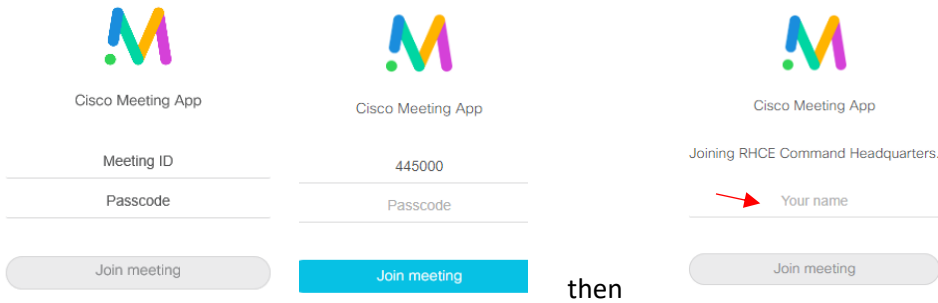 Cisco Meeting App
Meeting ID
Passcode
Join meeting
Cisco Meeting App
445000
Passcode
Join meeting
then
Cisco Meeting App
Joining RHCE Command Headquarters.
Your name
Join meeting